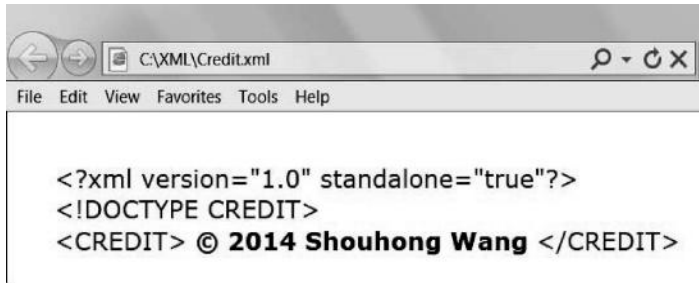 C:\XML\Credit.xml
File Edit View Favorites Tools Help
<?xml version="1.0" standalone="true"?>
<!DOCTYPE CREDIT>
<CREDIT> © 2014 Shouhong Wang </CREDIT>